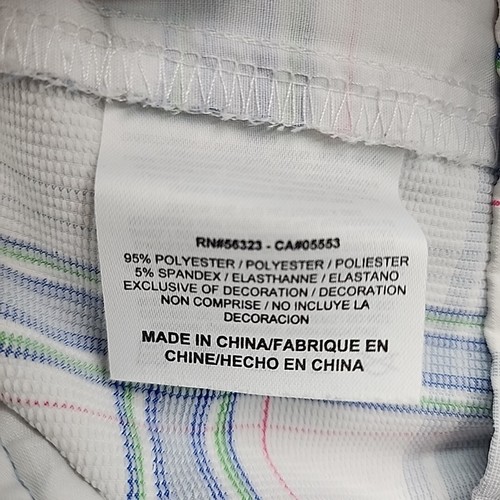 RN#56323 - CA#05553
95% POLYESTER / POLYESTER / POLIESTER
5% SPANDEX / ELASTHANNE / ELASTANO
EXCLUSIVE OF DECORATION / DECORATION
NON COMPRISE / NO INCLUYE LA
DECORACION
MADE IN CHINA/FABRIQUE EN
CHINE/HECHO EN CHINA